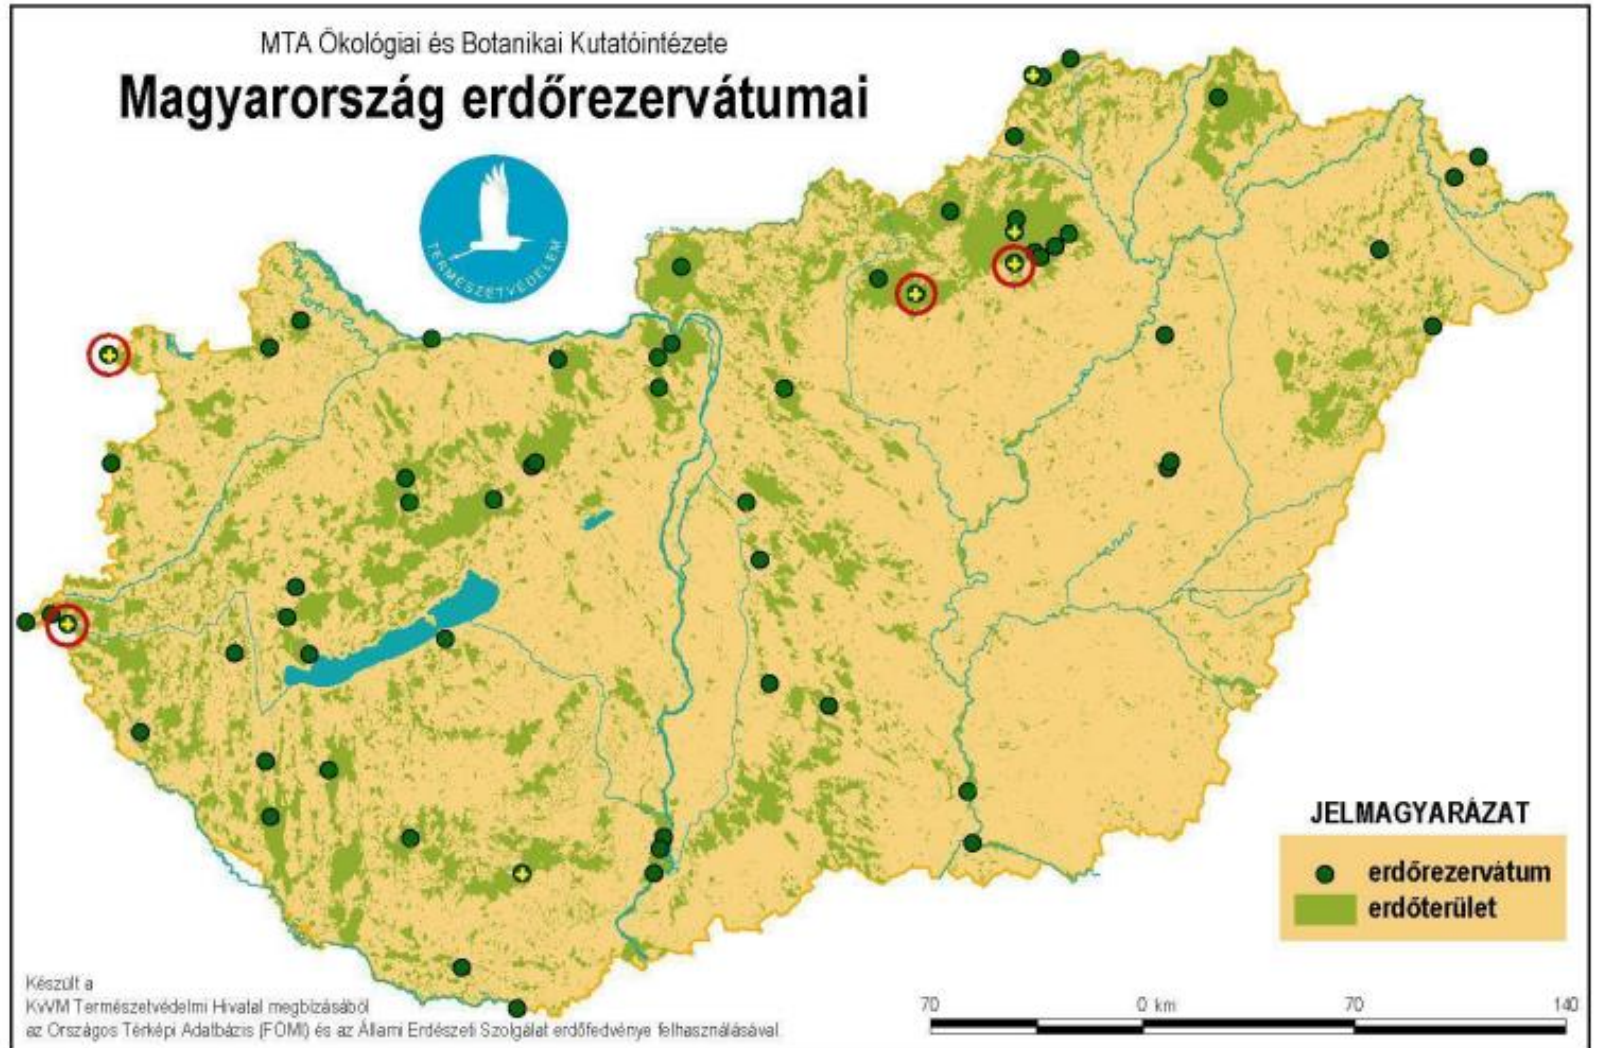 MTA Ökológiai és Botanikai Kutatóintézete
Magyarország erdőrezervátumai
TERMÉSZETVÉDELEM
JELMAGYARÁZAT
erdőrezervátum
erdőterület
Készült a
KvVM Természetvédelmi Hivatal megbízásából
az Országos Térképi Adatbázis (FÖMI) és az Állami Erdészeti Szolgálat erdőfedvénye felhasználásával.
70 0 km 70 140